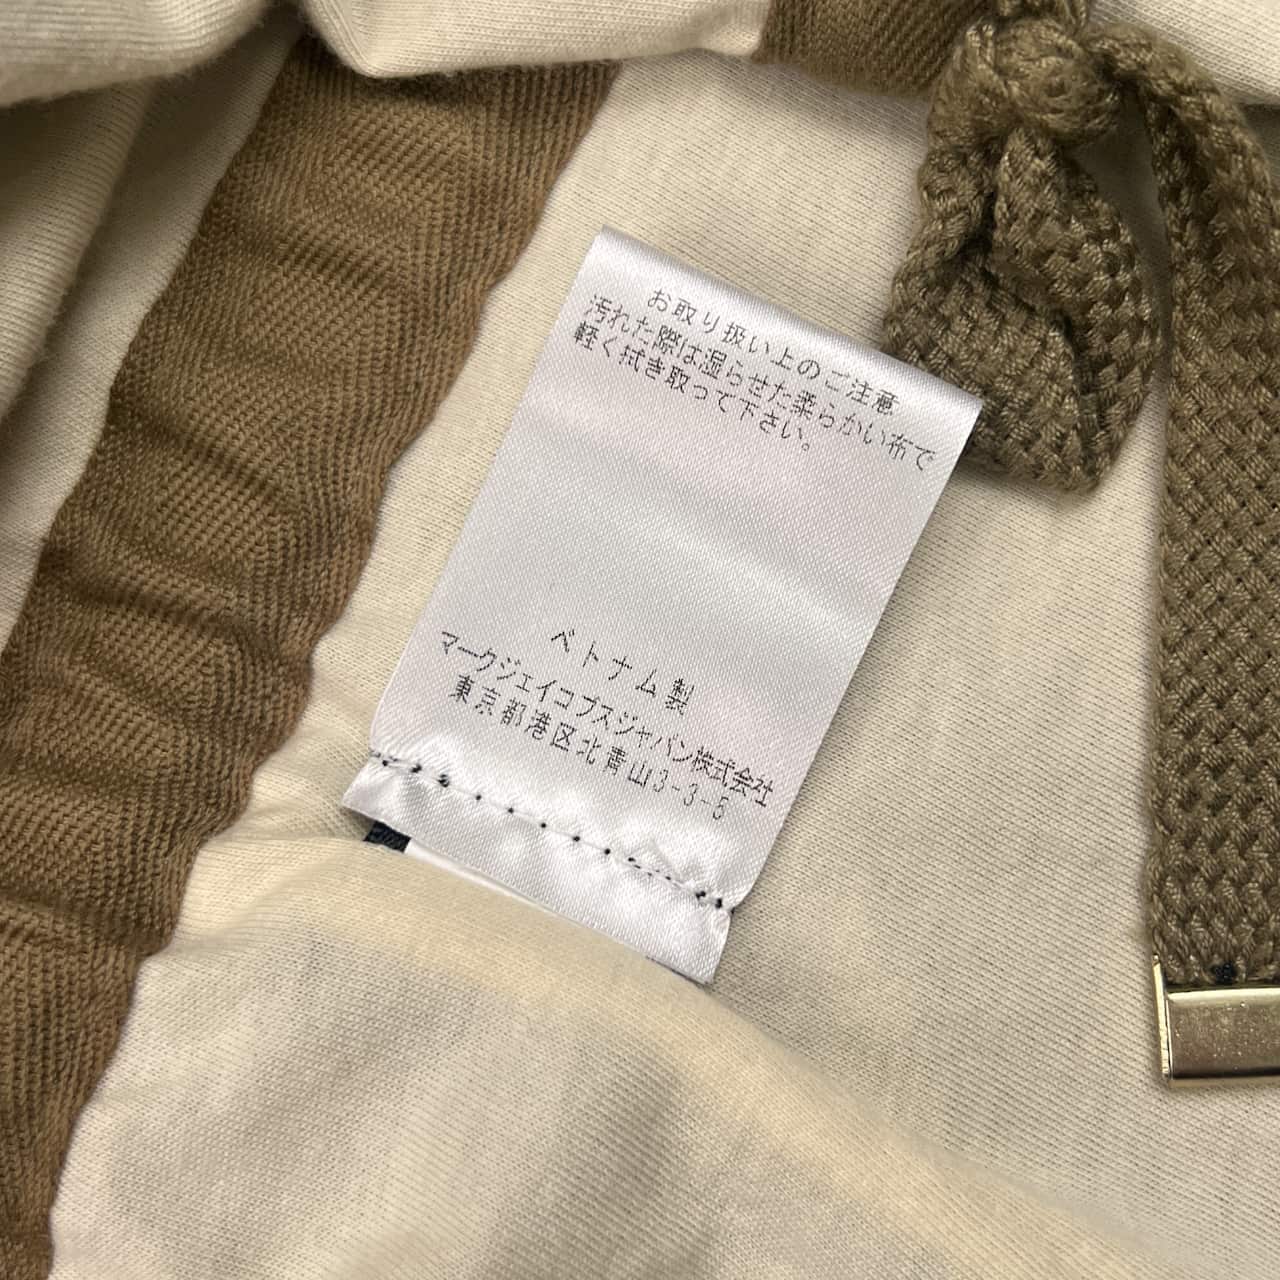 お取り扱い上のご注意
汚れた際は湿らせた柔らかい布で
軽く拭き取って下さい。
ベトナム製
マークジェイコブスジャパン株式会社
東京都港区北青山3-3-5